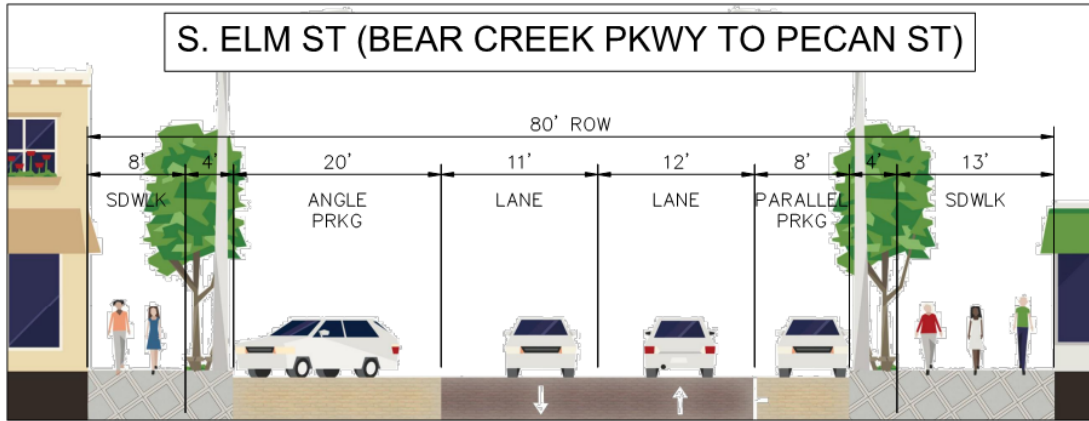 S. ELM ST (BEAR CREEK PKWY TO PECAN ST)
80' ROW
8' 4' 20' 11' 12' 8' 4' 13'
SDWLK ANGLE LANE LANE PARALLEL SDWLK
PRKG PRKG